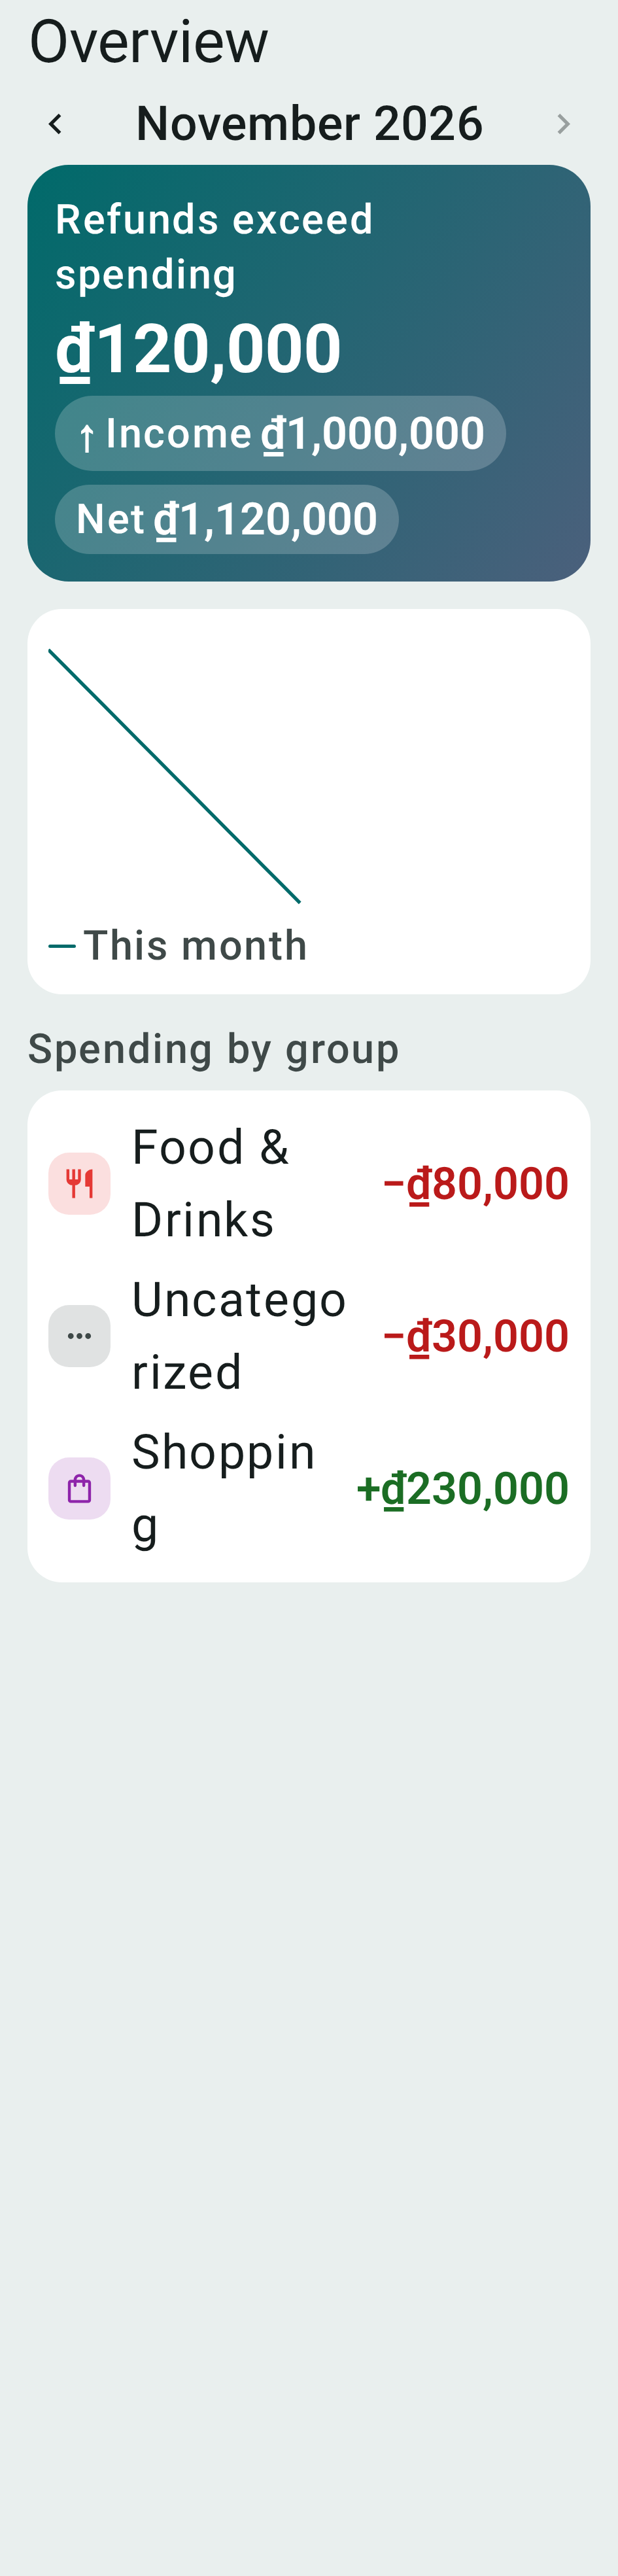 Overview
November 2026
Refunds exceed
spending
₫120,000
↑ Income ₫1,000,000
Net ₫1,120,000
This month
Spending by group
Food &
Drinks
−₫80,000
Uncatego
rized
−₫30,000
Shoppin
g
+₫230,000